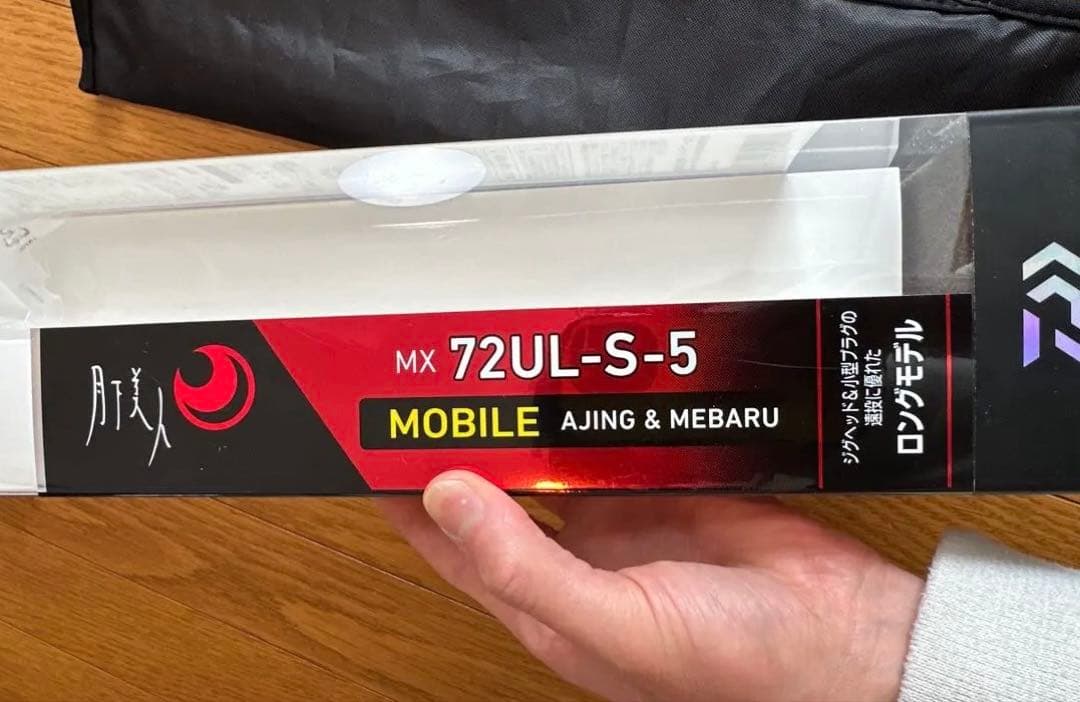 月下美人
MX 72UL-S-5
MOBILE AJING & MEBARU
ジグヘッド&小型プラグの
遠投に優れた
ロングモデル